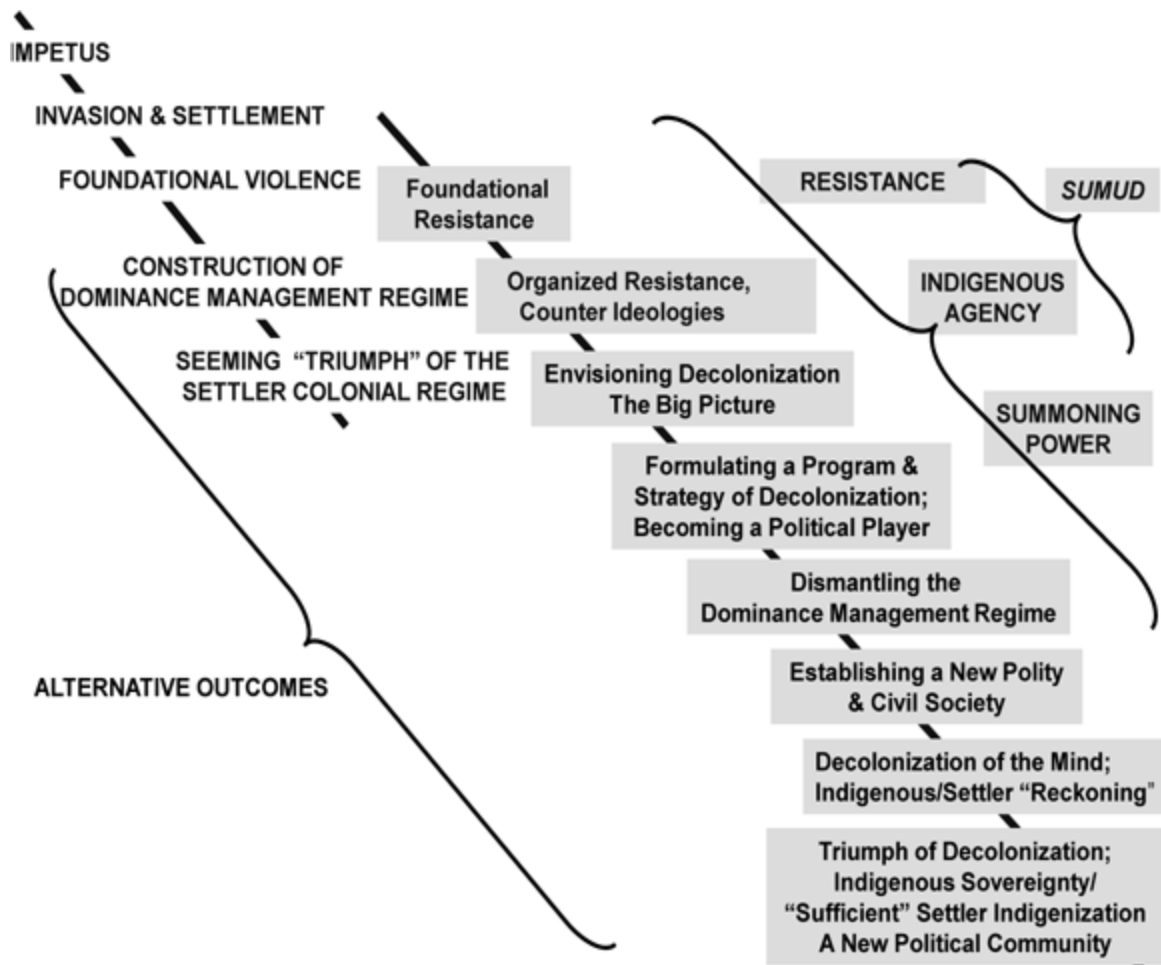 IMPETUS
INVASION & SETTLEMENT
FOUNDATIONAL VIOLENCE
CONSTRUCTION OF
DOMINANCE MANAGEMENT REGIME
SEEMING “TRIUMPH” OF THE
SETTLER COLONIAL REGIME
ALTERNATIVE OUTCOMES
Foundational
Resistance
Organized Resistance,
Counter Ideologies
Envisioning Decolonization
The Big Picture
Formulating a Program &
Strategy of Decolonization;
Becoming a Political Player
Dismantling the
Dominance Management Regime
Establishing a New Polity
& Civil Society
Decolonization of the Mind;
Indigenous/Settler “Reckoning”
Triumph of Decolonization;
Indigenous Sovereignty/
“Sufficient” Settler Indigenization
A New Political Community
RESISTANCE
SUMUD
INDIGENOUS
AGENCY
SUMMONING
POWER